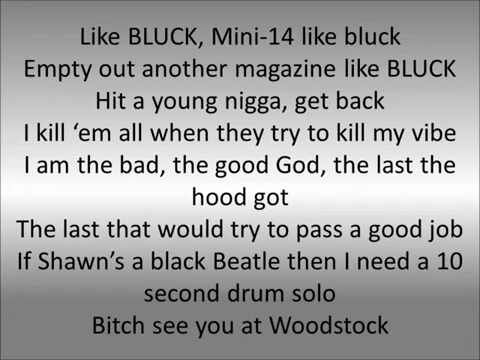 Like BLUCK, Mini-14 like bluck
Empty out another magazine like BLUCK
Hit a young nigga, get back
I kill ‘em all when they try to kill my vibe
I am the bad, the good God, the last the
hood got
The last that would try to pass a good job
If Shawn’s a black Beatle then I need a 10
second drum solo
Bitch see you at Woodstock